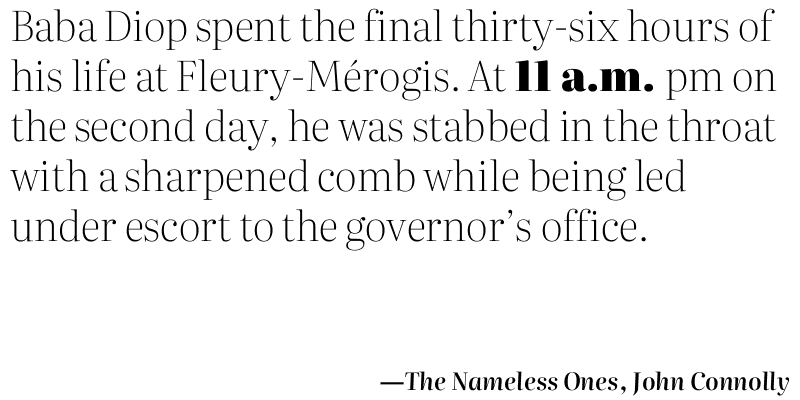 Baba Diop spent the final thirty-six hours of
his life at Fleury-Mérogis. At 11 a.m. pm on
the second day, he was stabbed in the throat
with a sharpened comb while being led
under escort to the governor’s office.
—The Nameless Ones, John Connolly